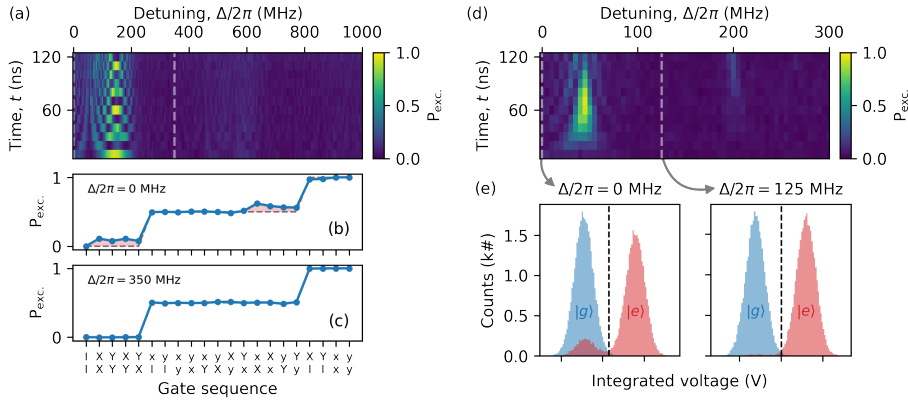 (a)
Detuning, Δ/2π (MHz)
0 200 400 600 800 1000
Time, t (ns)
120
60
1.0
0.5
0.0
P_exc.
P_exc.
1
0
Δ/2π = 0 MHz
(b)
P_exc.
1
0
Δ/2π = 350 MHz
(c)
I X Y X Y x y x y x y X Y x X y Y X Y x y
I X Y Y X I I y x Y X y x X x Y y I I x y
Gate sequence
(d)
Detuning, Δ/2π (MHz)
0 100 200 300
Time, t (ns)
120
60
1.0
0.5
0.0
P_exc.
(e)
Δ/2π = 0 MHz
Δ/2π = 125 MHz
Counts (k#)
1.5
1.0
0.5
0.0
|g⟩ |e⟩
|g⟩ |e⟩
Integrated voltage (V)